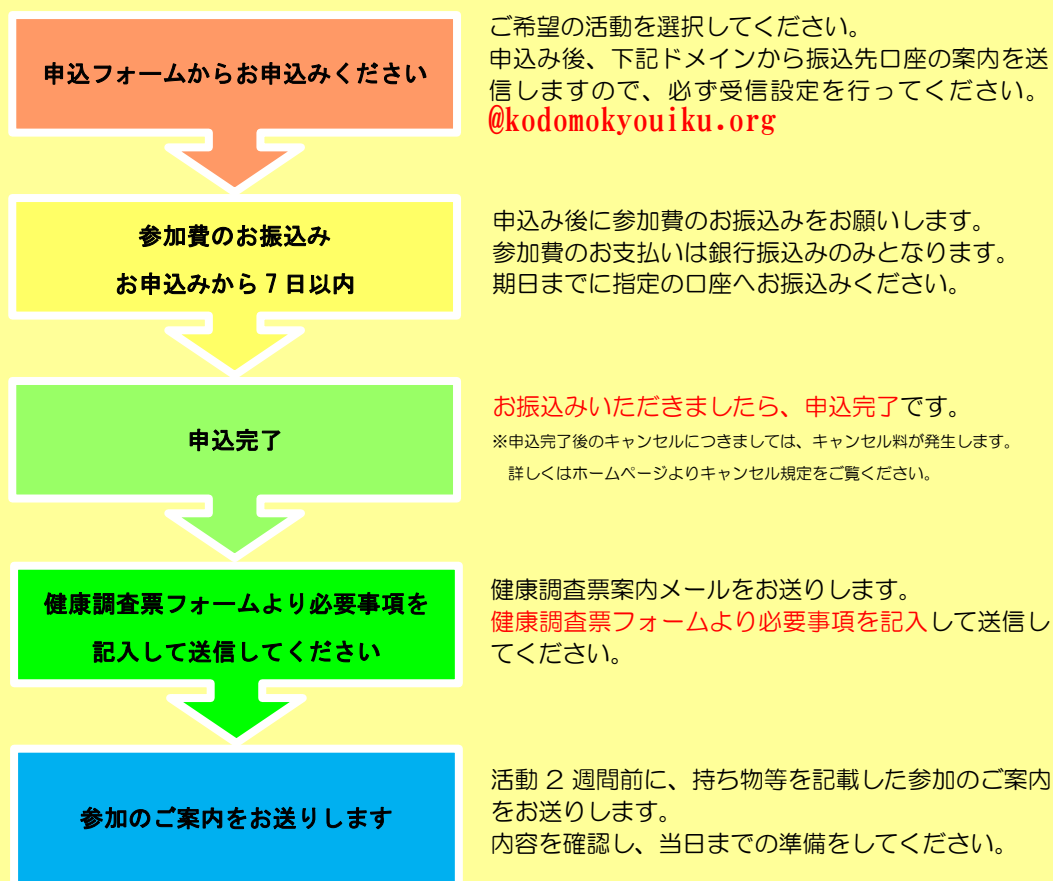 申込フォームからお申込みください
ご希望の活動を選択してください。
申込み後、下記ドメインから振込先口座の案内を送
信しますので、必ず受信設定を行ってください。
@kodomokyouiku.org
参加費のお振込み
お申込みから7日以内
申込み後に参加費のお振込みをお願いします。
参加費のお支払いは銀行振込みのみとなります。
期日までに指定の口座へお振込みください。
申込完了
お振込みいただきましたら、申込完了です。
※申込完了後のキャンセルにつきましては、キャンセル料が発生します。
詳しくはホームページよりキャンセル規定をご覧ください。
健康調査票フォームより必要事項を
記入して送信してください
健康調査票案内メールをお送りします。
健康調査票フォームより必要事項を記入して送信し
てください。
参加のご案内をお送りします
活動 2 週間前に、持ち物等を記載した参加のご案内
をお送りします。
内容を確認し、当日までの準備をしてください。